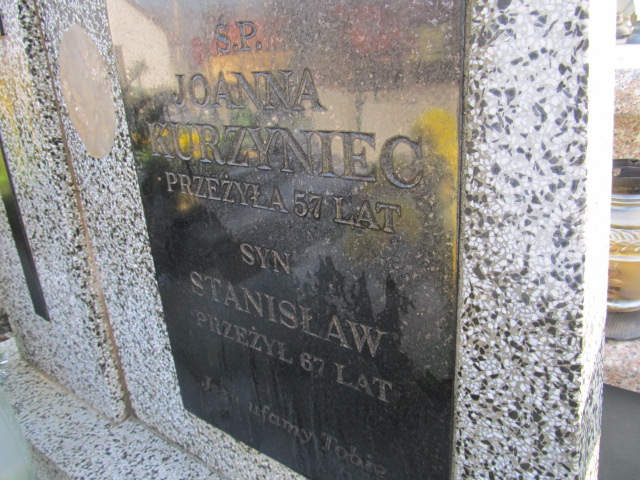 Ś.P.
JOANNA
KURZYNIEC
PRZEŻYŁA 57 LAT
SYN
STANISŁAW
PRZEŻYŁ 67 LAT
ufamy Tobie